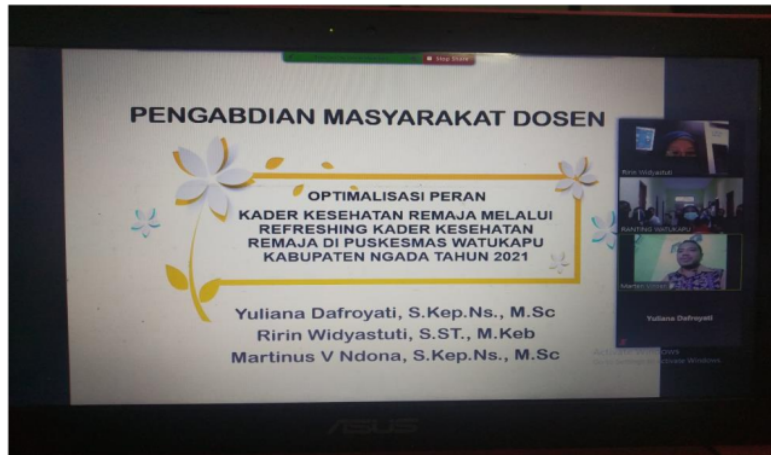 Stop Share
PENGABDIAN MASYARAKAT DOSEN
OPTIMALISASI PERAN
KADER KESEHATAN REMAJA MELALUI
REFRESHING KADER KESEHATAN
REMAJA DI PUSKESMAS WATUKAPU
KABUPATEN NGADA TAHUN 2021
Yuliana Dafroyati, S.Kep.Ns., M.Sc
Ririn Widyastuti, S.ST., M.Keb
Martinus V Ndona, S.Kep.Ns., M.Sc
Ririn Widyastuti
RANTING WATUKAPU
Yuliana Dafroyati
Activate Windows
ASUS